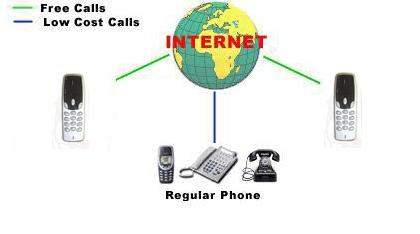 Free Calls
Low Cost Calls
INTERNET
Regular Phone